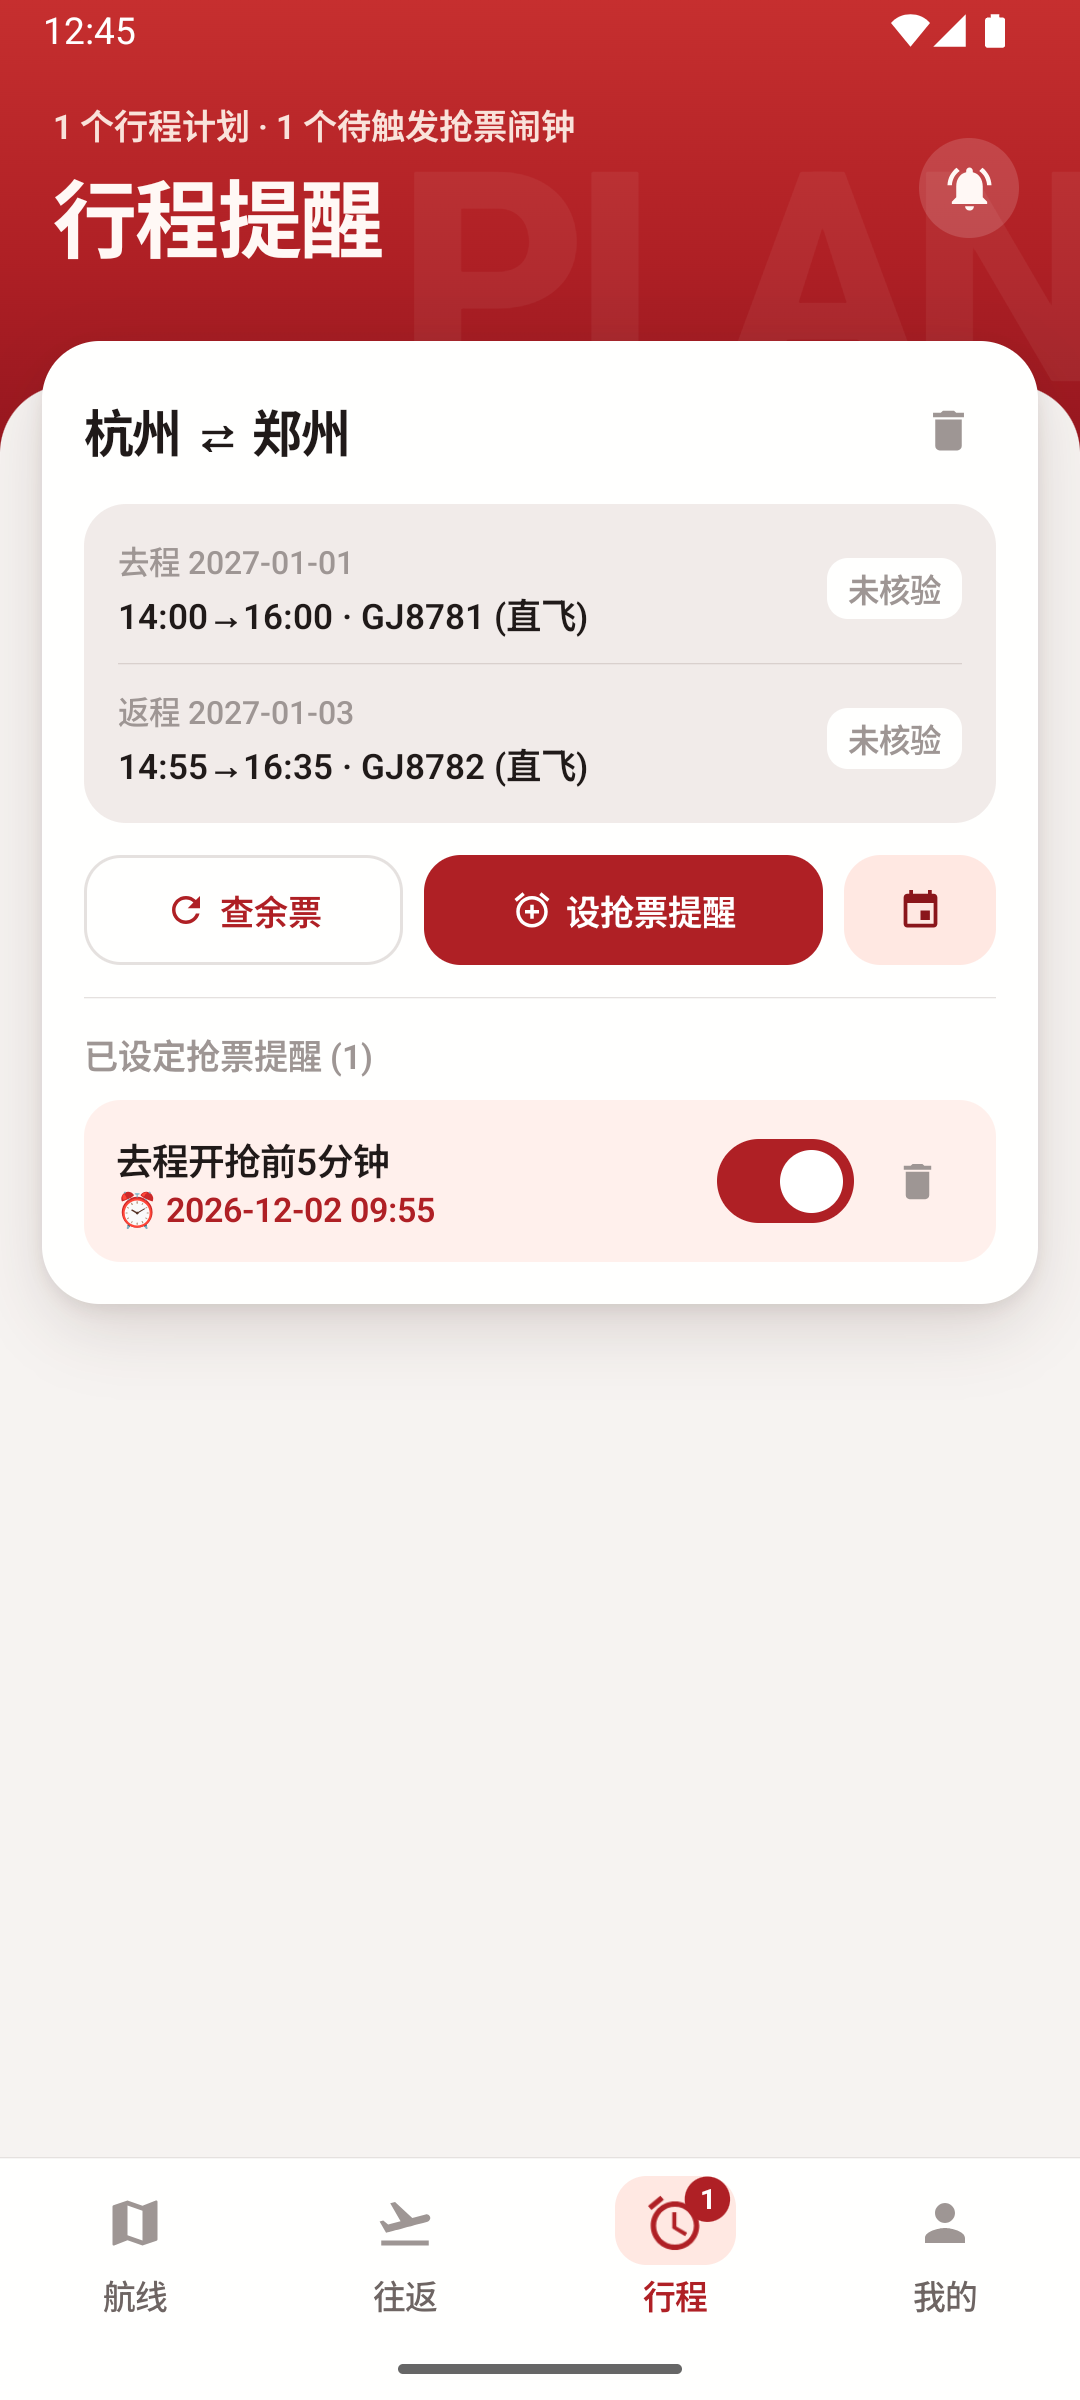 12:45
1 个行程计划 · 1 个待触发抢票闹钟
行程提醒
PLAN
杭州 ⇄ 郑州
去程 2027-01-01
14:00→16:00 · GJ8781 (直飞)
未核验
返程 2027-01-03
14:55→16:35 · GJ8782 (直飞)
未核验
查余票
设抢票提醒
已设定抢票提醒 (1)
去程开抢前5分钟
⏰ 2026-12-02 09:55
1
航线
往返
行程
我的